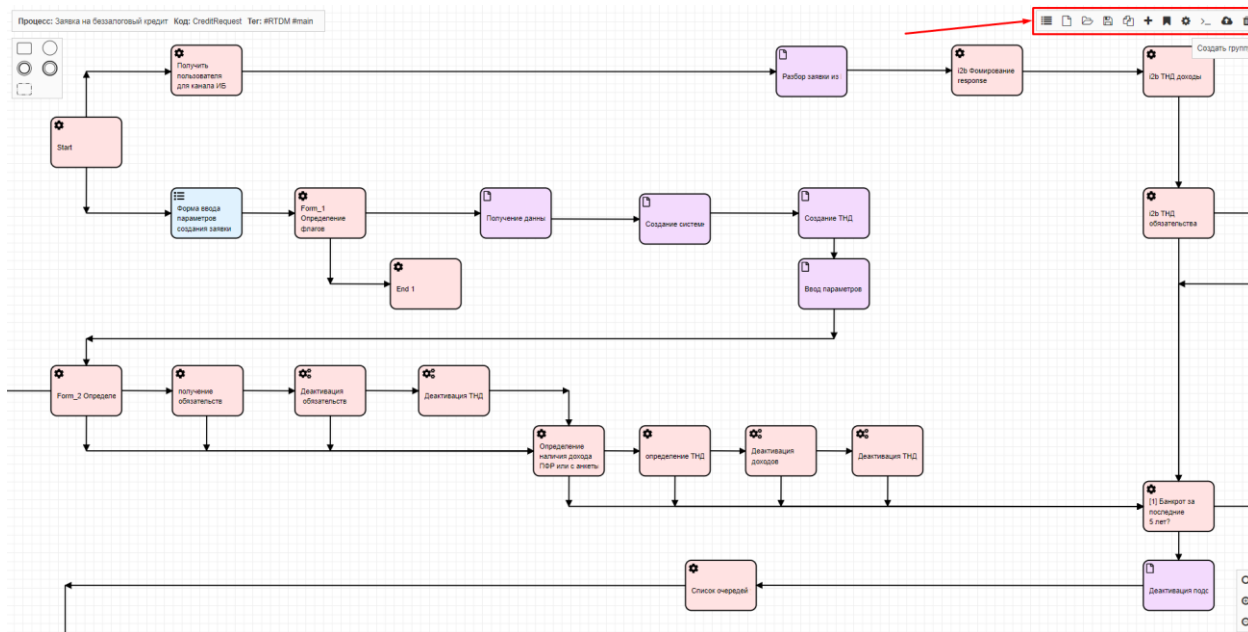 Процесс: Заявка на беззалоговый кредит Код: CreditRequest Тег: #RTDM #main
Создать групп
Получить
пользователя
для канала ИБ
Разбор заявки из
i2b Фомирование
response
i2b ТНД доходы
Start
Форма ввода
параметров
создания заявки
Form_1
Определение
флагов
Получение данны
Создание системн
Создание ТНД
i2b ТНД
обязательства
End 1
Ввод параметров
Form_2 Определе
получение
обязательств
Деактивация
обязательств
Деактивация ТНД
Определение
наличия дохода
ПФР или с анкеты
определение ТНД
Деактивация
доходов
Деактивация ТНД
[1] Банкрот за
последние
5 лет?
Список очередей
Деактивация подс